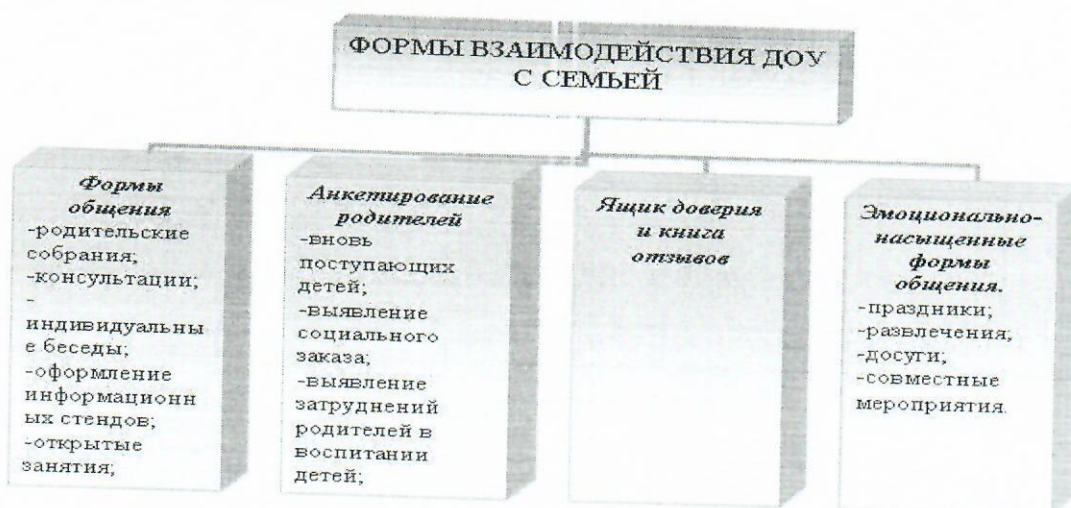 ФОРМЫ ВЗАИМОДЕЙСТВИЯ ДОУ
С СЕМЬЕЙ
Формы
общения
-родительские
собрания;
-консультации;
-
индивидуальны
е беседы;
-оформление
информационн
ых стендов;
-открытые
занятия;
Анкетирование
родителей
-вновь
поступающих
детей;
-выявление
социального
заказа;
-выявление
затруднений
родителей в
воспитании
детей;
Ящик доверия
и книга
отзывов
Эмоционально-
насыщенные
формы
общения.
-праздники;
-развлечения;
-досуги;
-совместные
мероприятия.